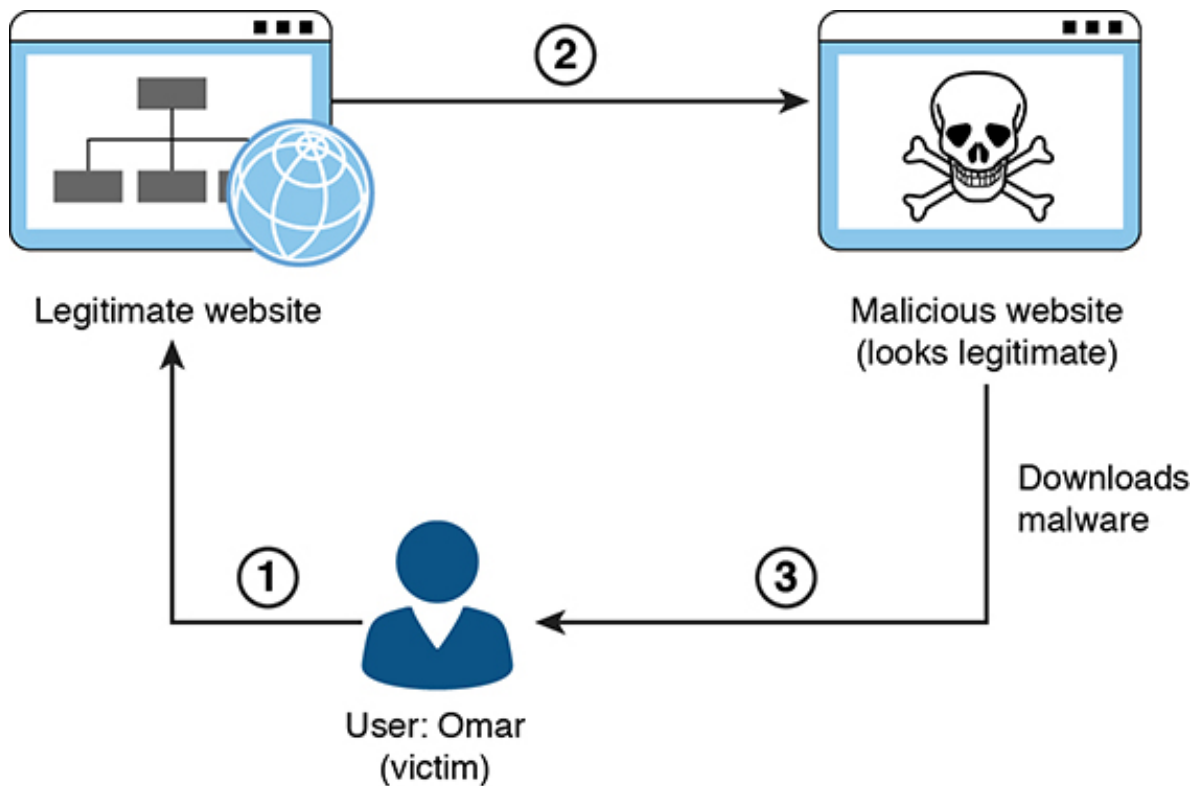 2
Legitimate website
Malicious website
(looks legitimate)
Downloads
malware
1
3
User: Omar
(victim)